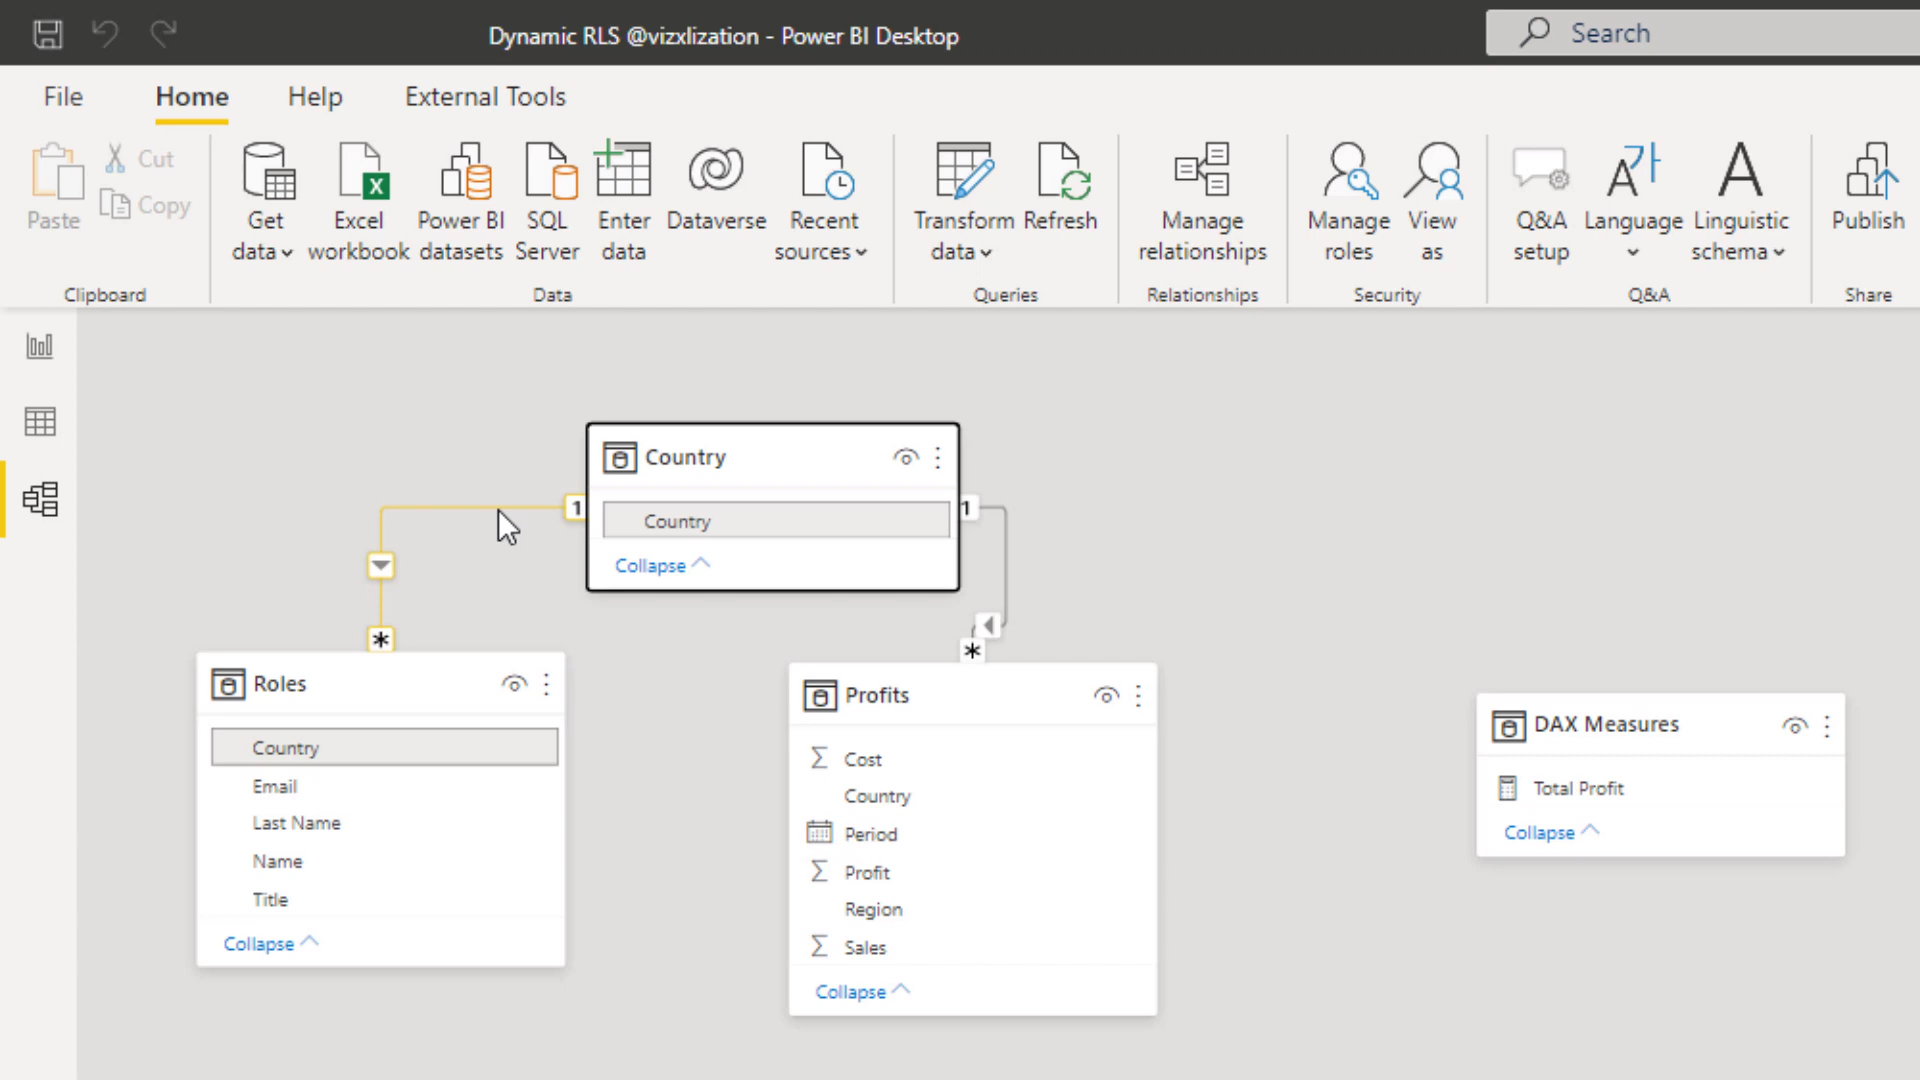 Dynamic RLS @vizxlization - Power BI Desktop
Search
File
Home
Help
External Tools
Paste
Cut
Copy
Get data
Excel workbook
Power BI datasets
SQL Server
Enter data
Dataverse
Recent sources
Transform data
Refresh
Manage relationships
Manage roles
View as
Q&A setup
Language
Linguistic schema
Publish
Clipboard
Data
Queries
Relationships
Security
Q&A
Share
Country
1
Country
1
Collapse
*
Roles
Country
Email
Last Name
Name
Title
Collapse
*
Profits
Cost
Country
Period
Profit
Region
Sales
Collapse
DAX Measures
Total Profit
Collapse